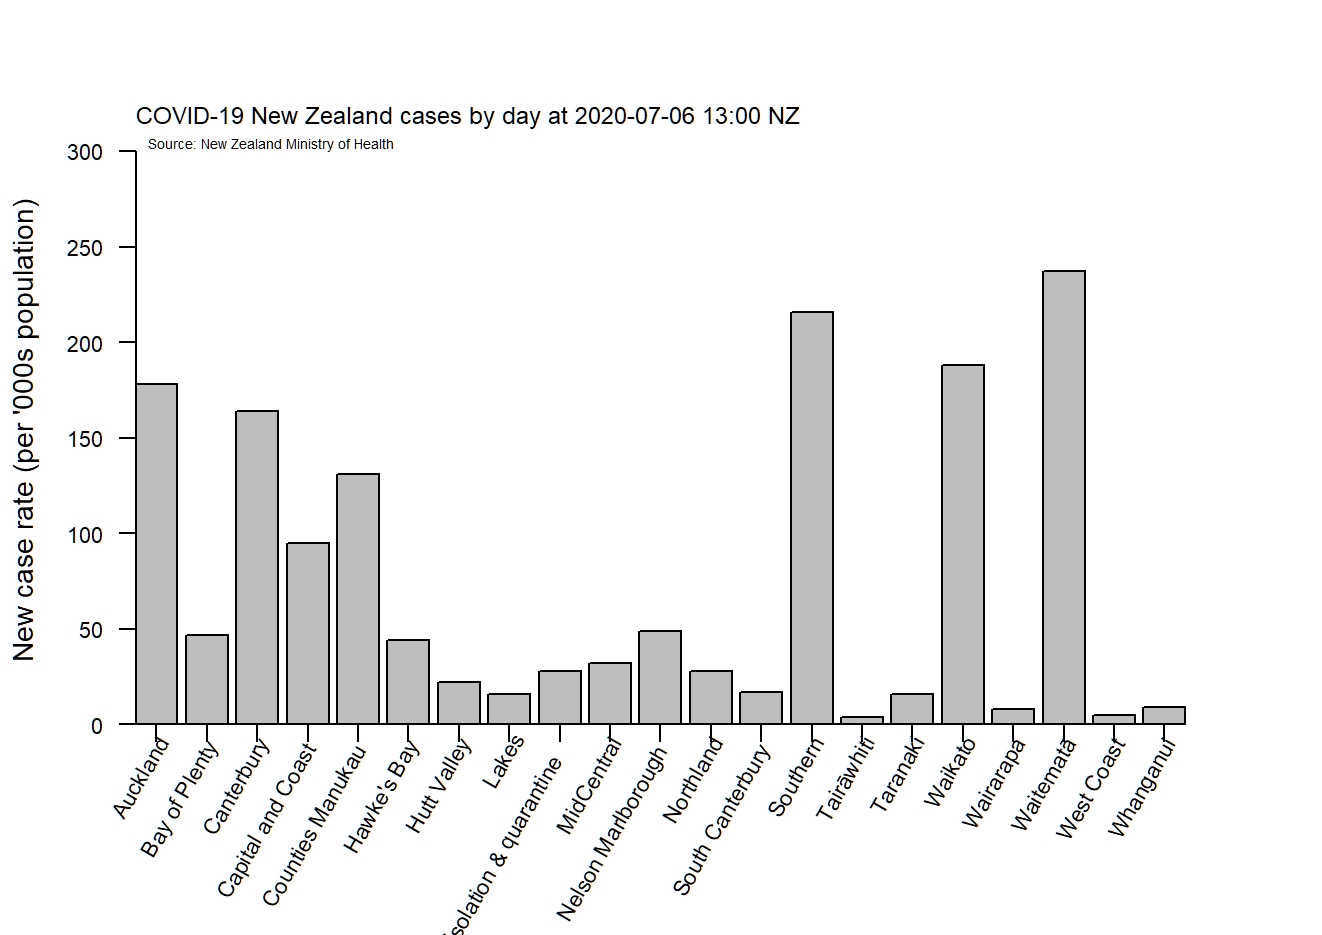 COVID-19 New Zealand cases by day at 2020-07-06 13:00 NZ
Source: New Zealand Ministry of Health
New case rate (per '000s population)
300
250
200
150
100
50
0
Auckland
Bay of Plenty
Canterbury
Capital and Coast
Counties Manukau
Hawke's Bay
Hutt Valley
Lakes
isolation & quarantine
MidCentral
Nelson Marlborough
Northland
South Canterbury
Southern
Tairāwhiti
Taranaki
Waikato
Wairarapa
Waitematā
West Coast
Whanganui